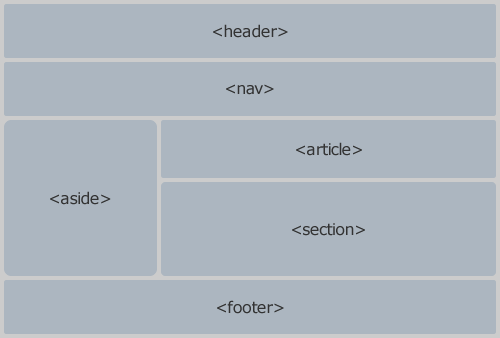 <header>
<nav>
<aside>
<article>
<section>
<footer>